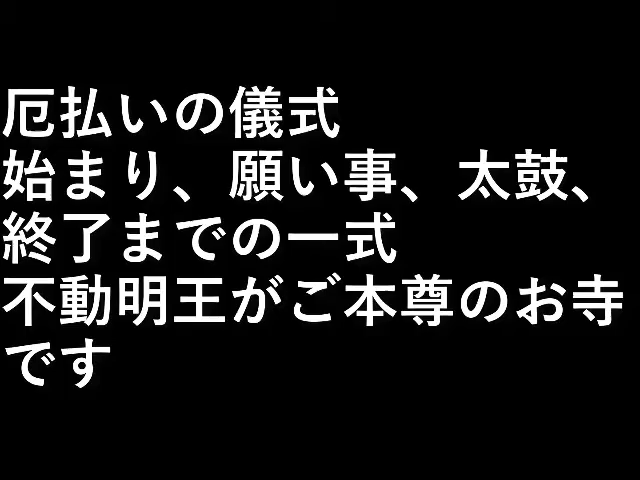 厄払いの儀式
始まり、願い事、太鼓、
終了までの一式
不動明王がご本尊のお寺
です